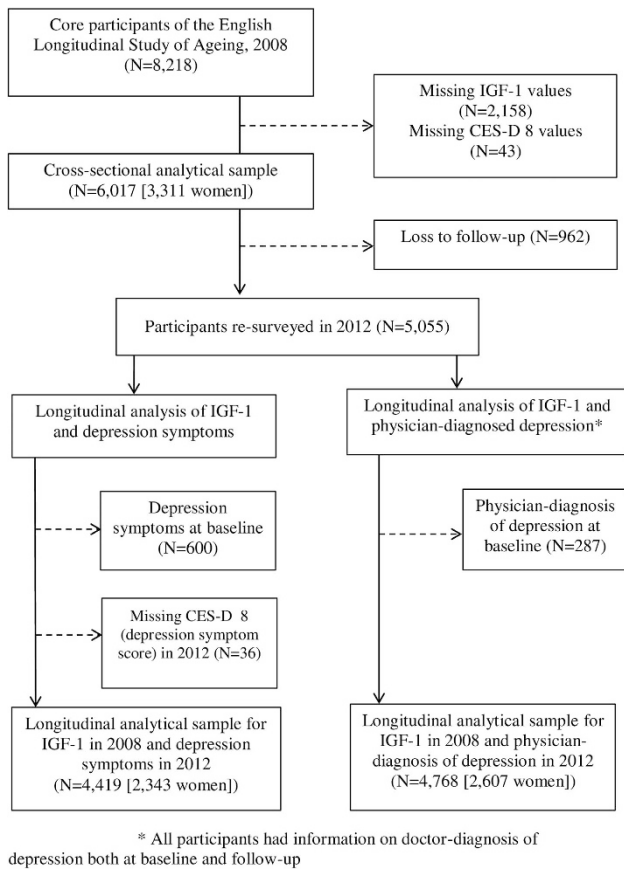 Core participants of the English
Longitudinal Study of Ageing, 2008
(N=8,218)
Missing IGF-1 values
(N=2,158)
Missing CES-D 8 values
(N=43)
Cross-sectional analytical sample
(N=6,017 [3,311 women])
Loss to follow-up (N=962)
Participants re-surveyed in 2012 (N=5,055)
Longitudinal analysis of IGF-1
and depression symptoms
Longitudinal analysis of IGF-1 and
physician-diagnosed depression*
Depression
symptoms at baseline
(N=600)
Physician-diagnosis
of depression at
baseline (N=287)
Missing CES-D 8
(depression symptom
score) in 2012 (N=36)
Longitudinal analytical sample for
IGF-1 in 2008 and depression
symptoms in 2012
(N=4,419 [2,343 women])
Longitudinal analytical sample for
IGF-1 in 2008 and physician-
diagnosis of depression in 2012
(N=4,768 [2,607 women])
* All participants had information on doctor-diagnosis of
depression both at baseline and follow-up